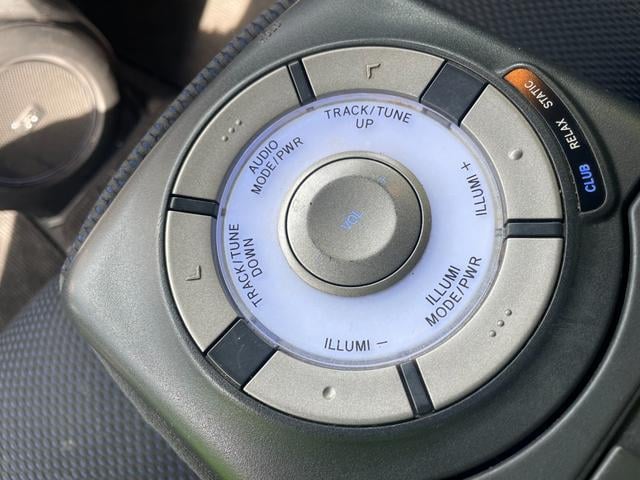 TRACK/TUNE
UP
AUDIO
MODE/PWR
ILLUMI +
VOL
TRACK/TUNE
DOWN
ILLUMI
MODE/PWR
ILLUMI −
STATIC
RELAX
CLUB